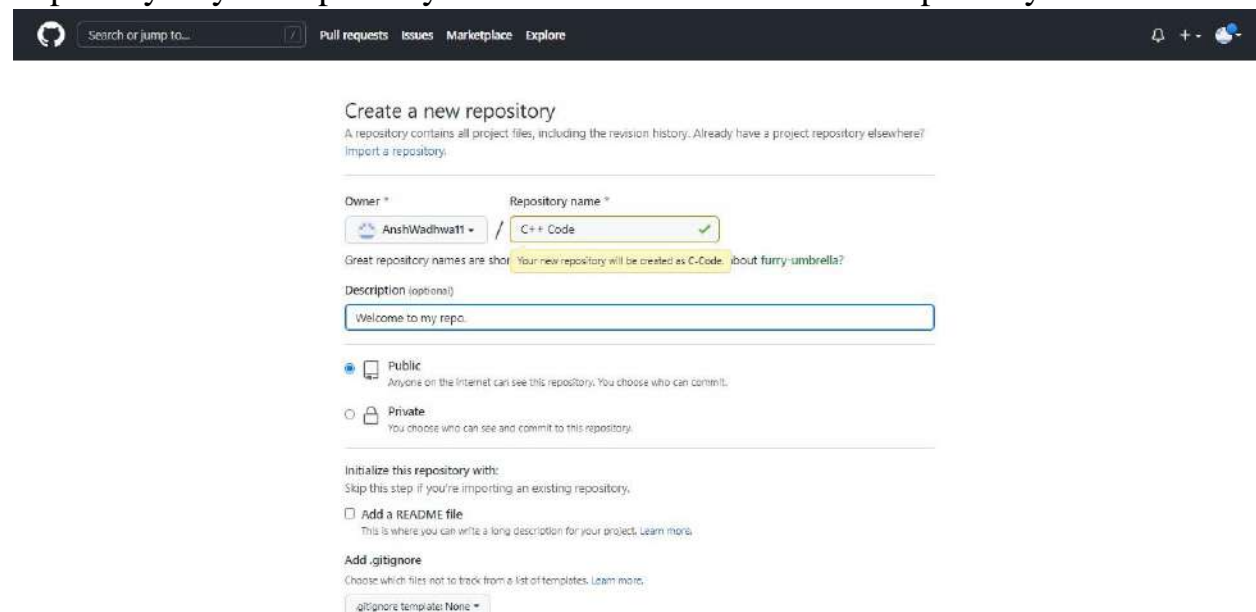 Search or jump to...
/
Pull requests Issues Marketplace Explore
Create a new repository
A repository contains all project files, including the revision history. Already have a project repository elsewhere?
Import a repository.
Owner * Repository name *
AnshWadhwa11 / C++ Code
Great repository names are shor
Your new repository will be created as C-Code.
about furry-umbrella?
Description (optional)
Welcome to my repo.
Public
Anyone on the internet can see this repository. You choose who can commit.
Private
You choose who can see and commit to this repository.
Initialize this repository with:
Skip this step if you're importing an existing repository.
Add a README file
This is where you can write a long description for your project. Learn more.
Add .gitignore
Choose which files not to track from a list of templates. Learn more.
.gitignore template: None